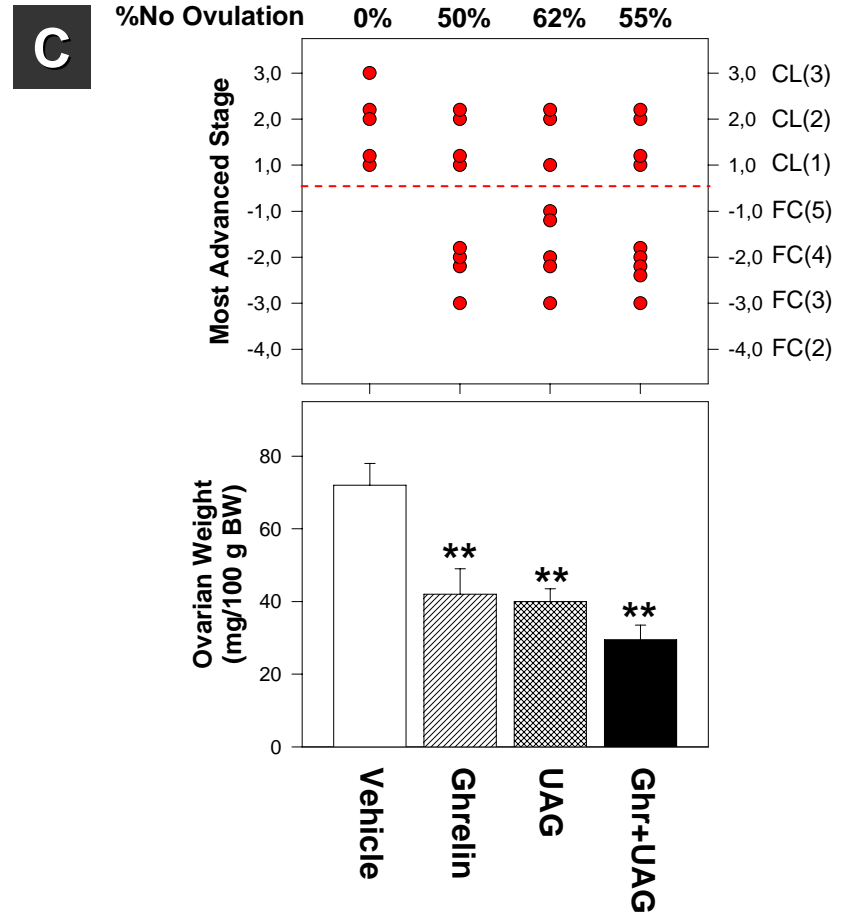 C
%No Ovulation 0% 50% 62% 55%
Most Advanced Stage
3,0 3,0 CL(3)
2,0 2,0 CL(2)
1,0 1,0 CL(1)
-1,0 -1,0 FC(5)
-2,0 -2,0 FC(4)
-3,0 -3,0 FC(3)
-4,0 -4,0 FC(2)
Ovarian Weight
(mg/100 g BW)
80
60
40
20
0
** ** **
Vehicle
Ghrelin
UAG
Ghr+UAG